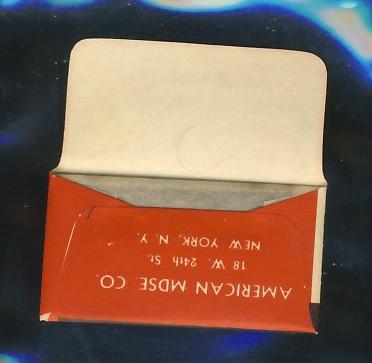 AMERICAN MDSE CO.
18 W. 24th St.
NEW YORK, N. Y.